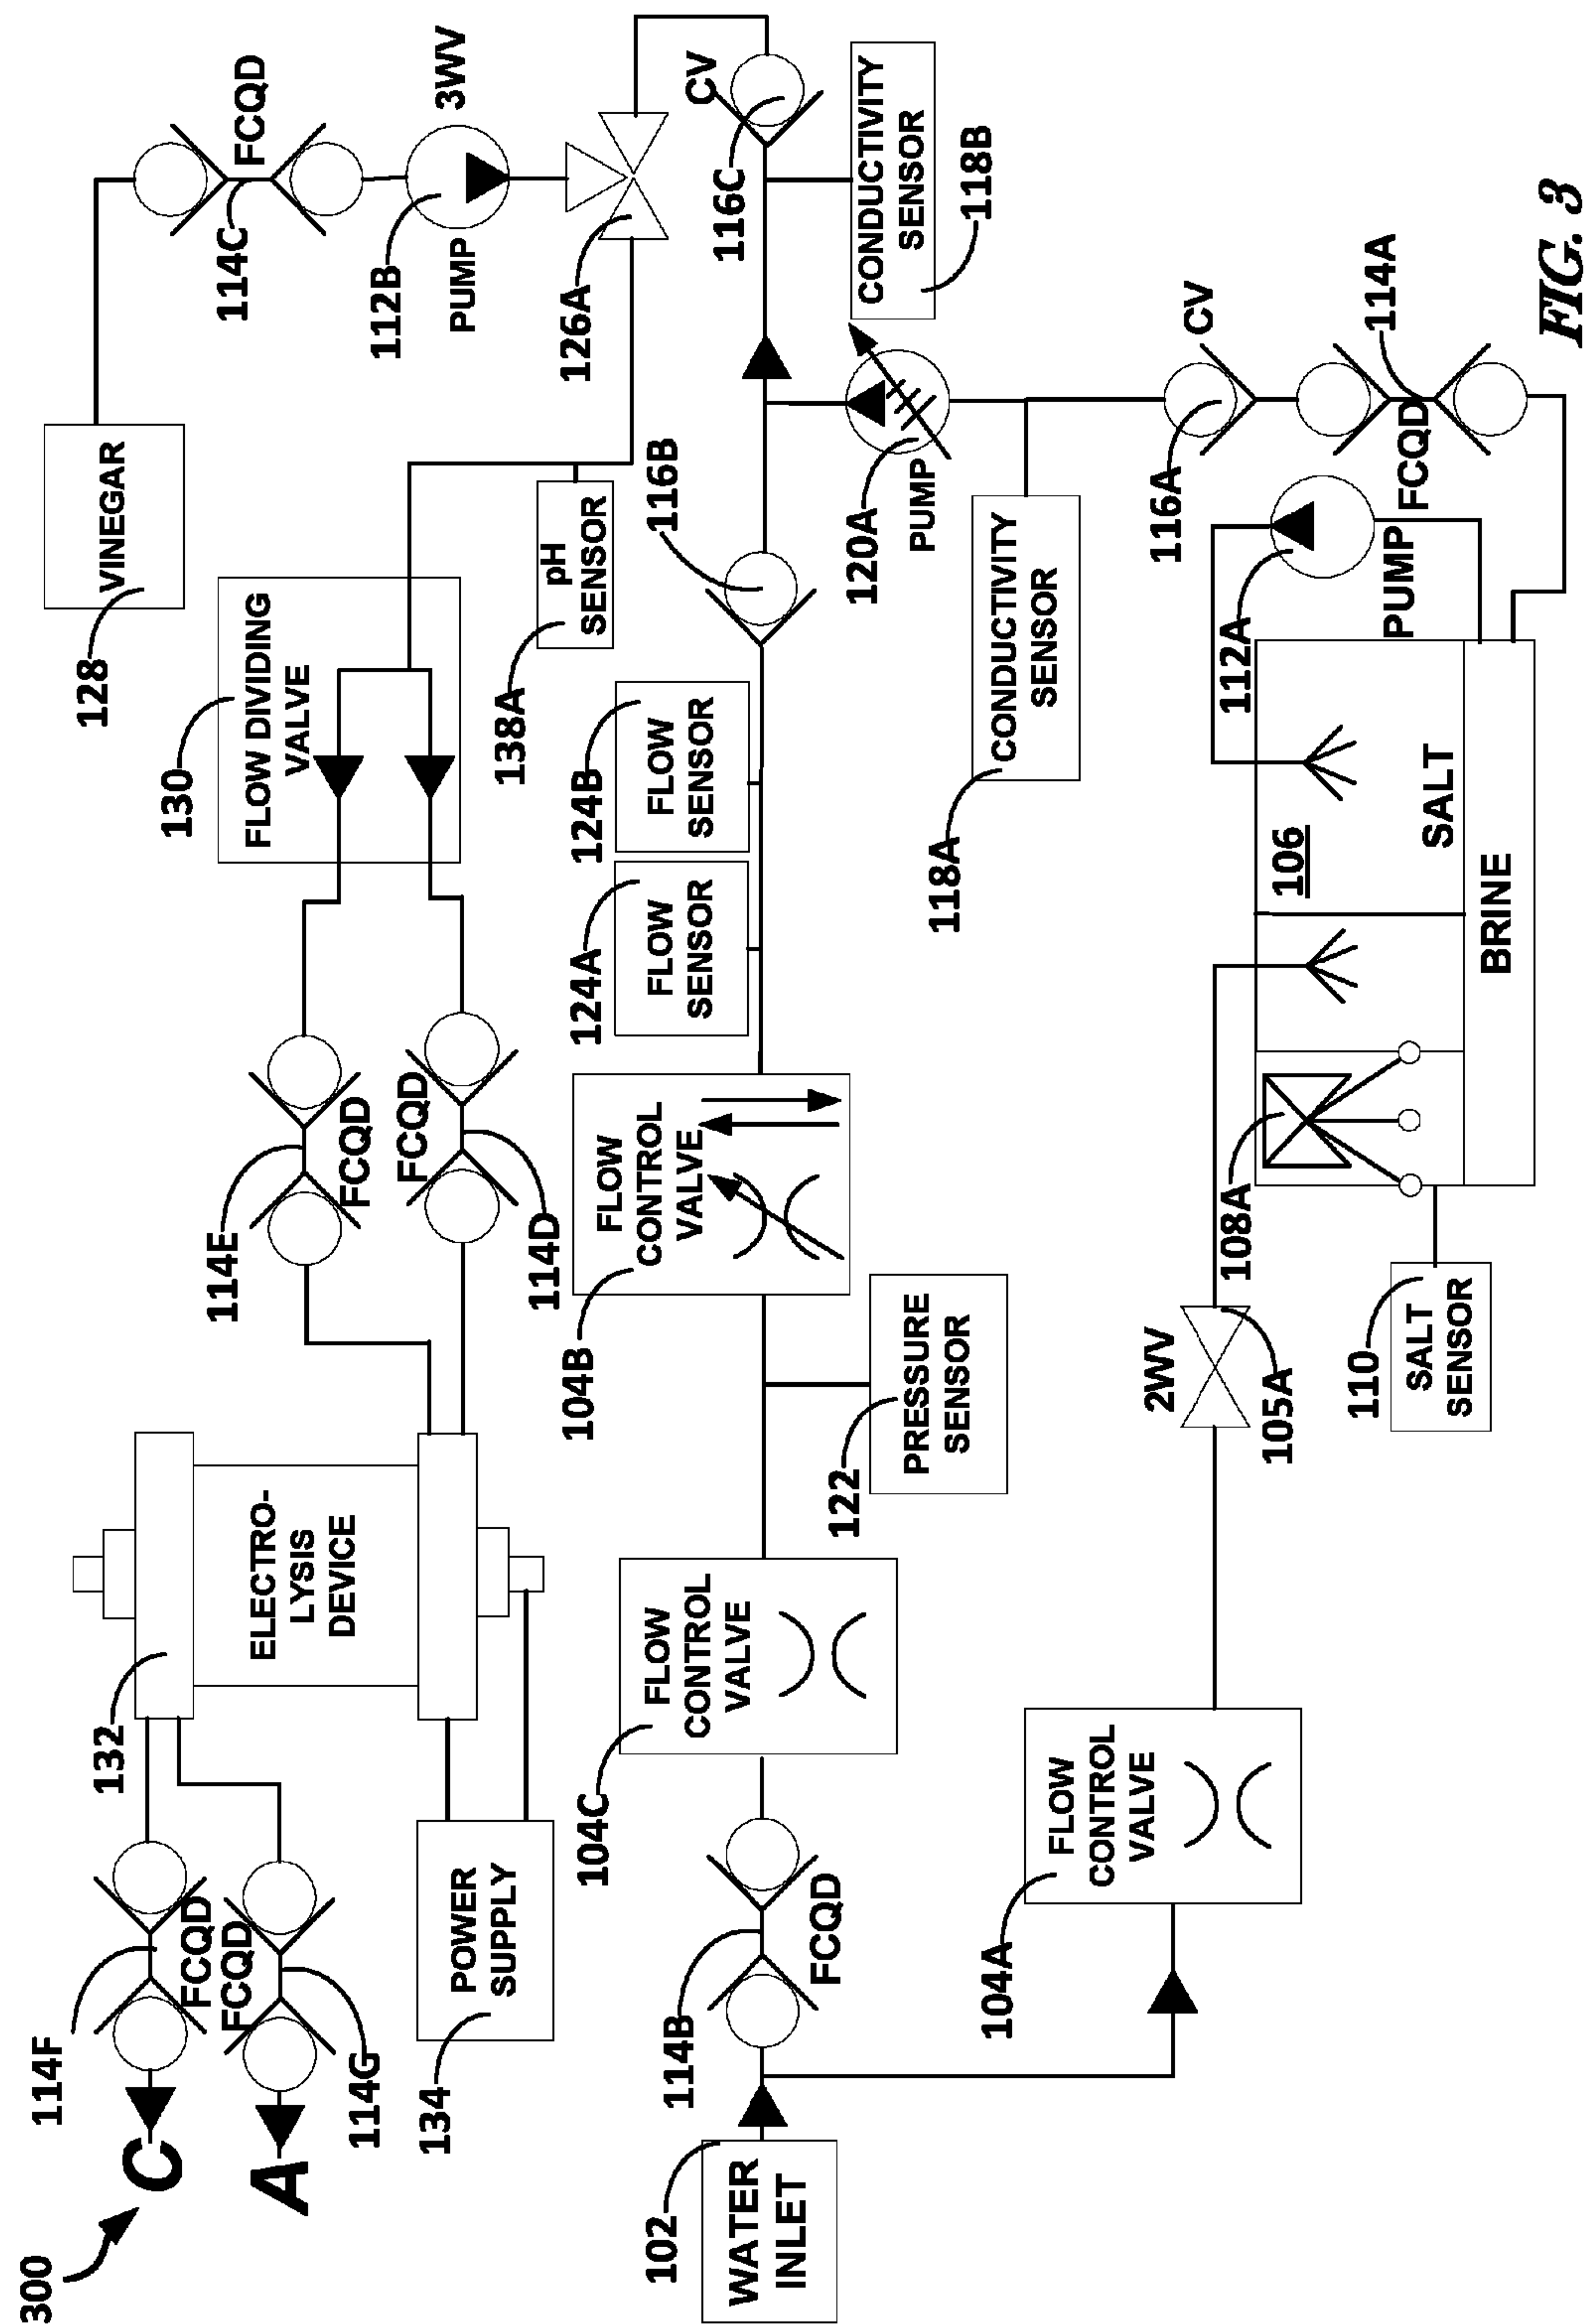 300
C
A
114F
114G
FCQD
FCQD
132
ELECTRO-
LYSIS
DEVICE
134
POWER
SUPPLY
114E
FCQD
FCQD
114D
130
FLOW DIVIDING
VALVE
128
VINEGAR
114C
FCQD
112B
PUMP
3WV
126A
138A
pH
SENSOR
102
WATER
INLET
114B
FCQD
104C
FLOW
CONTROL
VALVE
122
PRESSURE
SENSOR
104B
FLOW
CONTROL
VALVE
124A
FLOW
SENSOR
124B
FLOW
SENSOR
116B
120A
PUMP
116C
CV
CONDUCTIVITY
SENSOR
118B
118A
CONDUCTIVITY
SENSOR
104A
FLOW
CONTROL
VALVE
2WV
105A
110
SALT
SENSOR
108A
106
SALT
BRINE
112A
PUMP
116A
CV
FCQD
114A
FIG. 3